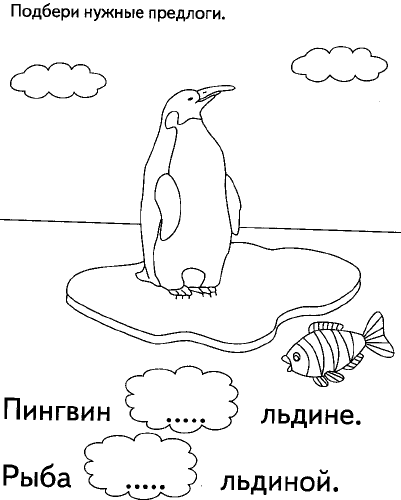 Подбери нужные предлоги.
Пингвин ..... льдине.
Рыба ..... льдиной.